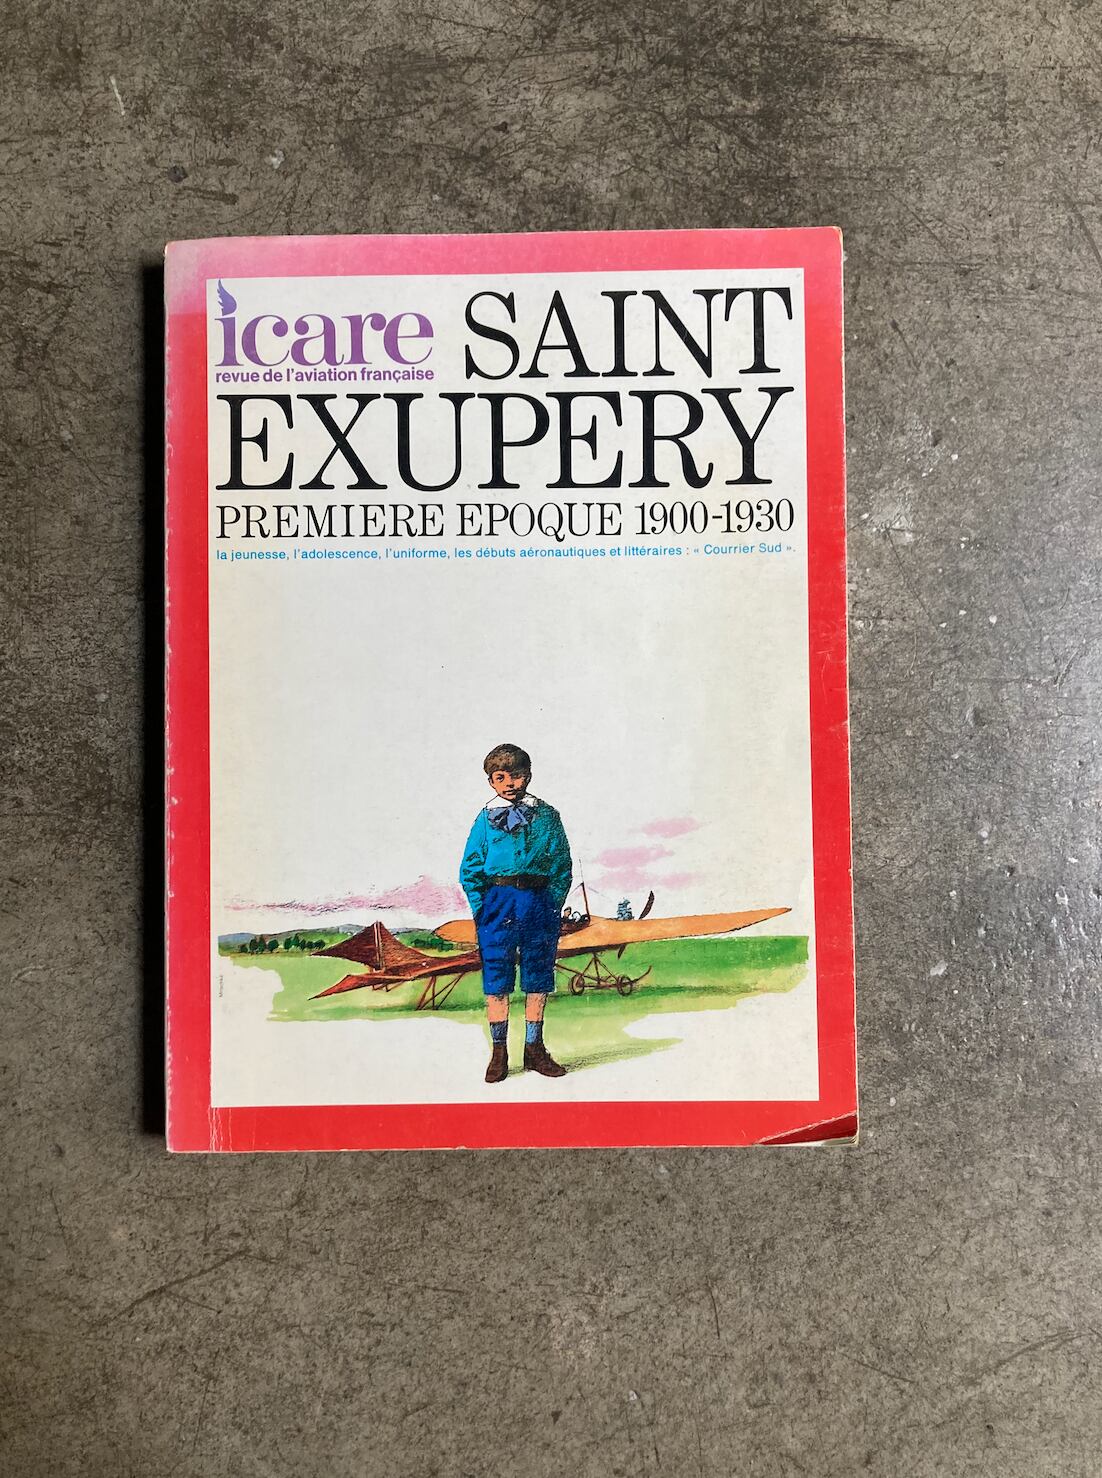 icare
revue de l'aviation française
SAINT
EXUPERY
PREMIERE EPOQUE 1900-1930
la jeunesse, l'adolescence, l'uniforme, les débuts aéronautiques et littéraires : « Courrier Sud ».